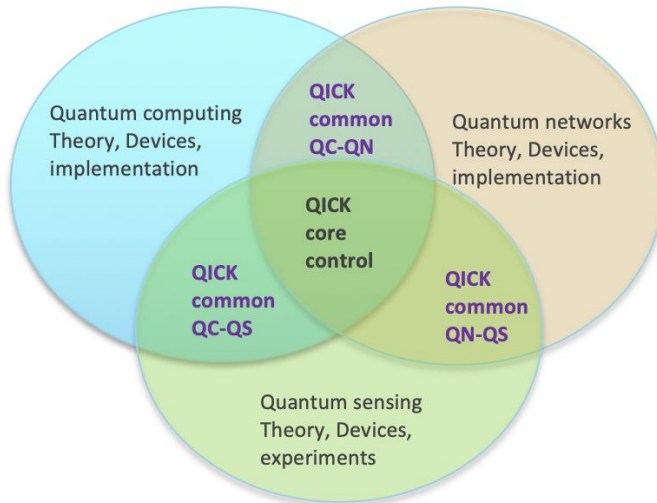 Quantum computing
Theory, Devices,
implementation
QICK
common
QC-QN
Quantum networks
Theory, Devices,
implementation
QICK
core
control
QICK
common
QC-QS
QICK
common
QN-QS
Quantum sensing
Theory, Devices,
experiments